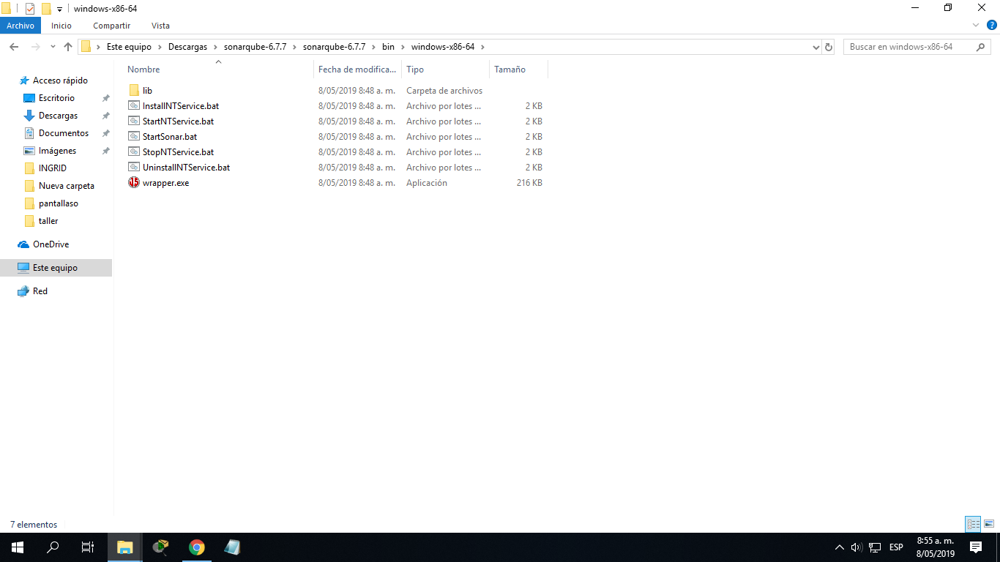 windows-x86-64
Archivo Inicio Compartir Vista
Este equipo Descargas sonarqube-6.7.7 sonarqube-6.7.7 bin windows-x86-64 Buscar en windows-x86-64
Nombre Fecha de modifica... Tipo Tamaño
Acceso rápido
Escritorio
Descargas
Documentos
Imágenes
INGRID
Nueva carpeta
pantallaso
taller
OneDrive
Este equipo
Red
lib 8/05/2019 8:48 a. m. Carpeta de archivos
InstallNTService.bat 8/05/2019 8:48 a. m. Archivo por lotes ... 2 KB
StartNTService.bat 8/05/2019 8:48 a. m. Archivo por lotes ... 2 KB
StartSonar.bat 8/05/2019 8:48 a. m. Archivo por lotes ... 2 KB
StopNTService.bat 8/05/2019 8:48 a. m. Archivo por lotes ... 2 KB
UninstallNTService.bat 8/05/2019 8:48 a. m. Archivo por lotes ... 2 KB
wrapper.exe 8/05/2019 8:48 a. m. Aplicación 216 KB
7 elementos
ESP
8:55 a. m.
8/05/2019